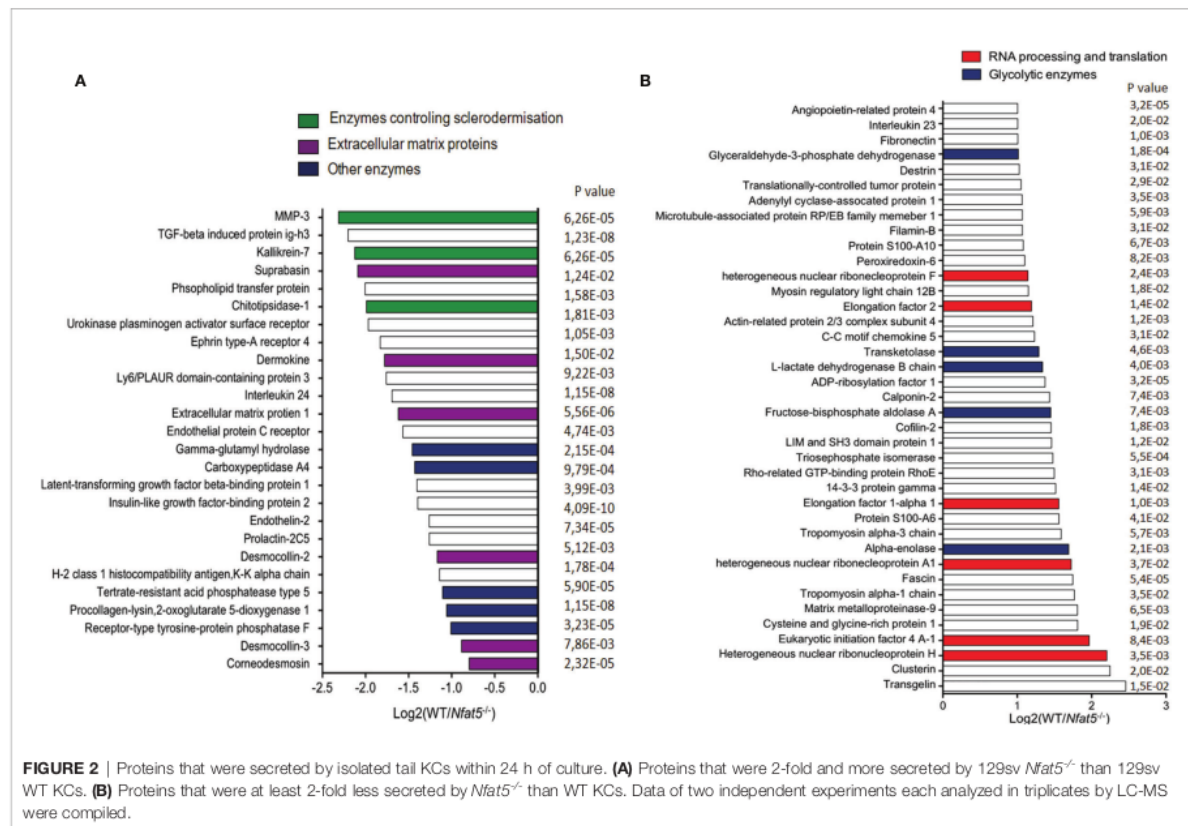 A
Enzymes controling sclerodermisation
Extracellular matrix proteins
Other enzymes
P value
MMP-3 6,26E-05
TGF-beta induced protein ig-h3 1,23E-08
Kallikrein-7 6,26E-05
Suprabasin 1,24E-02
Phsopholipid transfer protein 1,58E-03
Chitotipsidase-1 1,81E-03
Urokinase plasminogen activator surface receptor 1,05E-03
Ephrin type-A receptor 4 1,50E-02
Dermokine 9,22E-03
Ly6/PLAUR domain-containing protein 3 1,15E-08
Interleukin 24 5,56E-06
Extracellular matrix protien 1 4,74E-03
Endothelial protein C receptor 2,15E-04
Gamma-glutamyl hydrolase 9,79E-04
Carboxypeptidase A4 3,99E-03
Latent-transforming growth factor beta-binding protein 1 4,09E-10
Insulin-like growth factor-binding protein 2 7,34E-05
Endothelin-2 5,12E-03
Prolactin-2C5 1,78E-04
Desmocollin-2 5,90E-05
H-2 class 1 histocompatibility antigen,K-K alpha chain 1,15E-08
Tertrate-resistant acid phosphatease type 5 3,23E-05
Procollagen-lysin,2-oxoglutarate 5-dioxygenase 1 7,86E-03
Receptor-type tyrosine-protein phosphatase F 2,32E-05
Desmocollin-3
Corneodesmosin
-2.5 -2.0 -1.5 -1.0 -0.5 0.0
Log2(WT/Nfat5-/-)
B
RNA processing and translation
Glycolytic enzymes
P value
Angiopoietin-related protein 4 3,2E-05
Interleukin 23 2,0E-02
Fibronectin 1,0E-03
Glyceraldehyde-3-phosphate dehydrogenase 1,8E-04
Destrin 3,1E-02
Translationally-controlled tumor protein 2,9E-02
Adenylyl cyclase-assocated protein 1 3,5E-03
Microtubule-associated protein RP/EB family memeber 1 5,9E-03
Filamin-B 3,1E-02
Protein S100-A10 6,7E-03
Peroxiredoxin-6 8,2E-03
heterogeneous nuclear ribonecleoprotein F 2,4E-03
Myosin regulatory light chain 12B 1,8E-02
Elongation factor 2 1,4E-02
Actin-related protein 2/3 complex subunit 4 1,2E-03
C-C motif chemokine 5 3,1E-02
Transketolase 4,6E-03
L-lactate dehydrogenase B chain 4,0E-03
ADP-ribosylation factor 1 3,2E-05
Calponin-2 7,4E-03
Fructose-bisphosphate aldolase A 7,4E-03
Cofilin-2 1,8E-03
LIM and SH3 domain protein 1 1,2E-02
Triosephosphate isomerase 5,5E-04
Rho-related GTP-binding protein RhoE 3,1E-03
14-3-3 protein gamma 1,4E-02
Elongation factor 1-alpha 1 1,0E-03
Protein S100-A6 4,1E-02
Tropomyosin alpha-3 chain 5,7E-03
Alpha-enolase 2,1E-03
heterogeneous nuclear ribonecleoprotein A1 3,7E-02
Fascin 5,4E-05
Tropomyosin alpha-1 chain 3,5E-02
Matrix metalloproteinase-9 6,5E-03
Cysteine and glycine-rich protein 1 1,9E-02
Eukaryotic initiation factor 4 A-1 8,4E-03
Heterogeneous nuclear ribonucleoprotein H 3,5E-03
Clusterin 2,0E-02
Transgelin 1,5E-02
0 1 2 3
Log2(WT/Nfat5-/-)
FIGURE 2 | Proteins that were secreted by isolated tail KCs within 24 h of culture. (A) Proteins that were 2-fold and more secreted by 129sv Nfat5-/- than 129sv
WT KCs. (B) Proteins that were at least 2-fold less secreted by Nfat5-/- than WT KCs. Data of two independent experiments each analyzed in triplicates by LC-MS
were compiled.